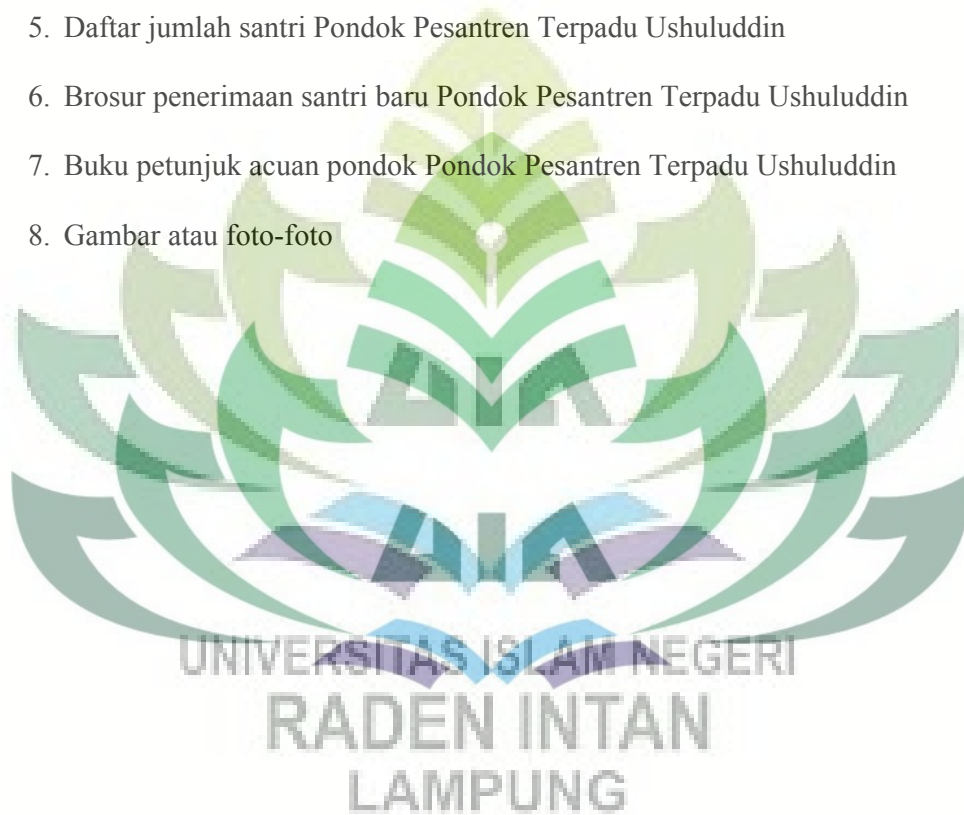 5. Daftar jumlah santri Pondok Pesantren Terpadu Ushuluddin
6. Brosur penerimaan santri baru Pondok Pesantren Terpadu Ushuluddin
7. Buku petunjuk acuan pondok Pondok Pesantren Terpadu Ushuluddin
8. Gambar atau foto-foto
UNIVERSITAS ISLAM NEGERI
RADEN INTAN
LAMPUNG